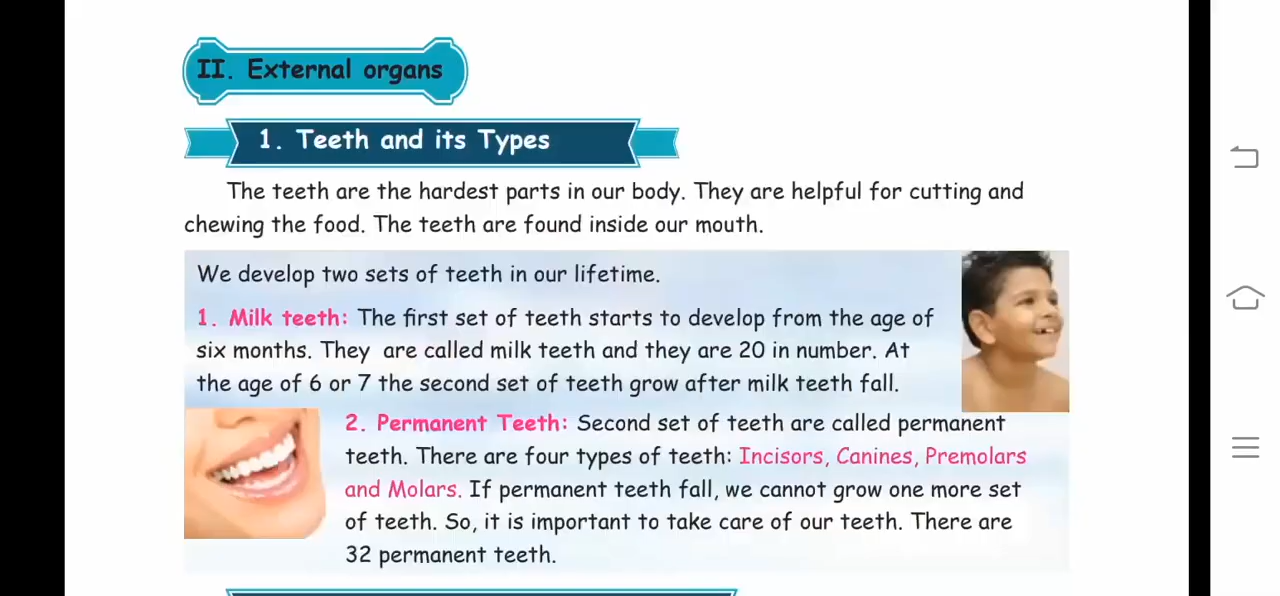 II. External organs
1. Teeth and its Types
The teeth are the hardest parts in our body. They are helpful for cutting and
chewing the food. The teeth are found inside our mouth.
We develop two sets of teeth in our lifetime.
1. Milk teeth: The first set of teeth starts to develop from the age of
six months. They are called milk teeth and they are 20 in number. At
the age of 6 or 7 the second set of teeth grow after milk teeth fall.
2. Permanent Teeth: Second set of teeth are called permanent
teeth. There are four types of teeth: Incisors, Canines, Premolars
and Molars. If permanent teeth fall, we cannot grow one more set
of teeth. So, it is important to take care of our teeth. There are
32 permanent teeth.